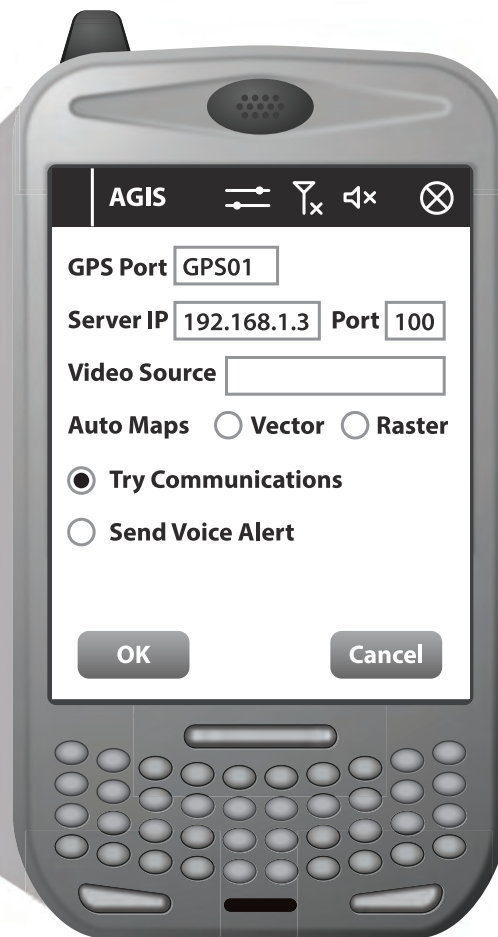 AGIS
GPS Port GPS01
Server IP 192.168.1.3 Port 100
Video Source
Auto Maps Vector Raster
Try Communications
Send Voice Alert
OK Cancel